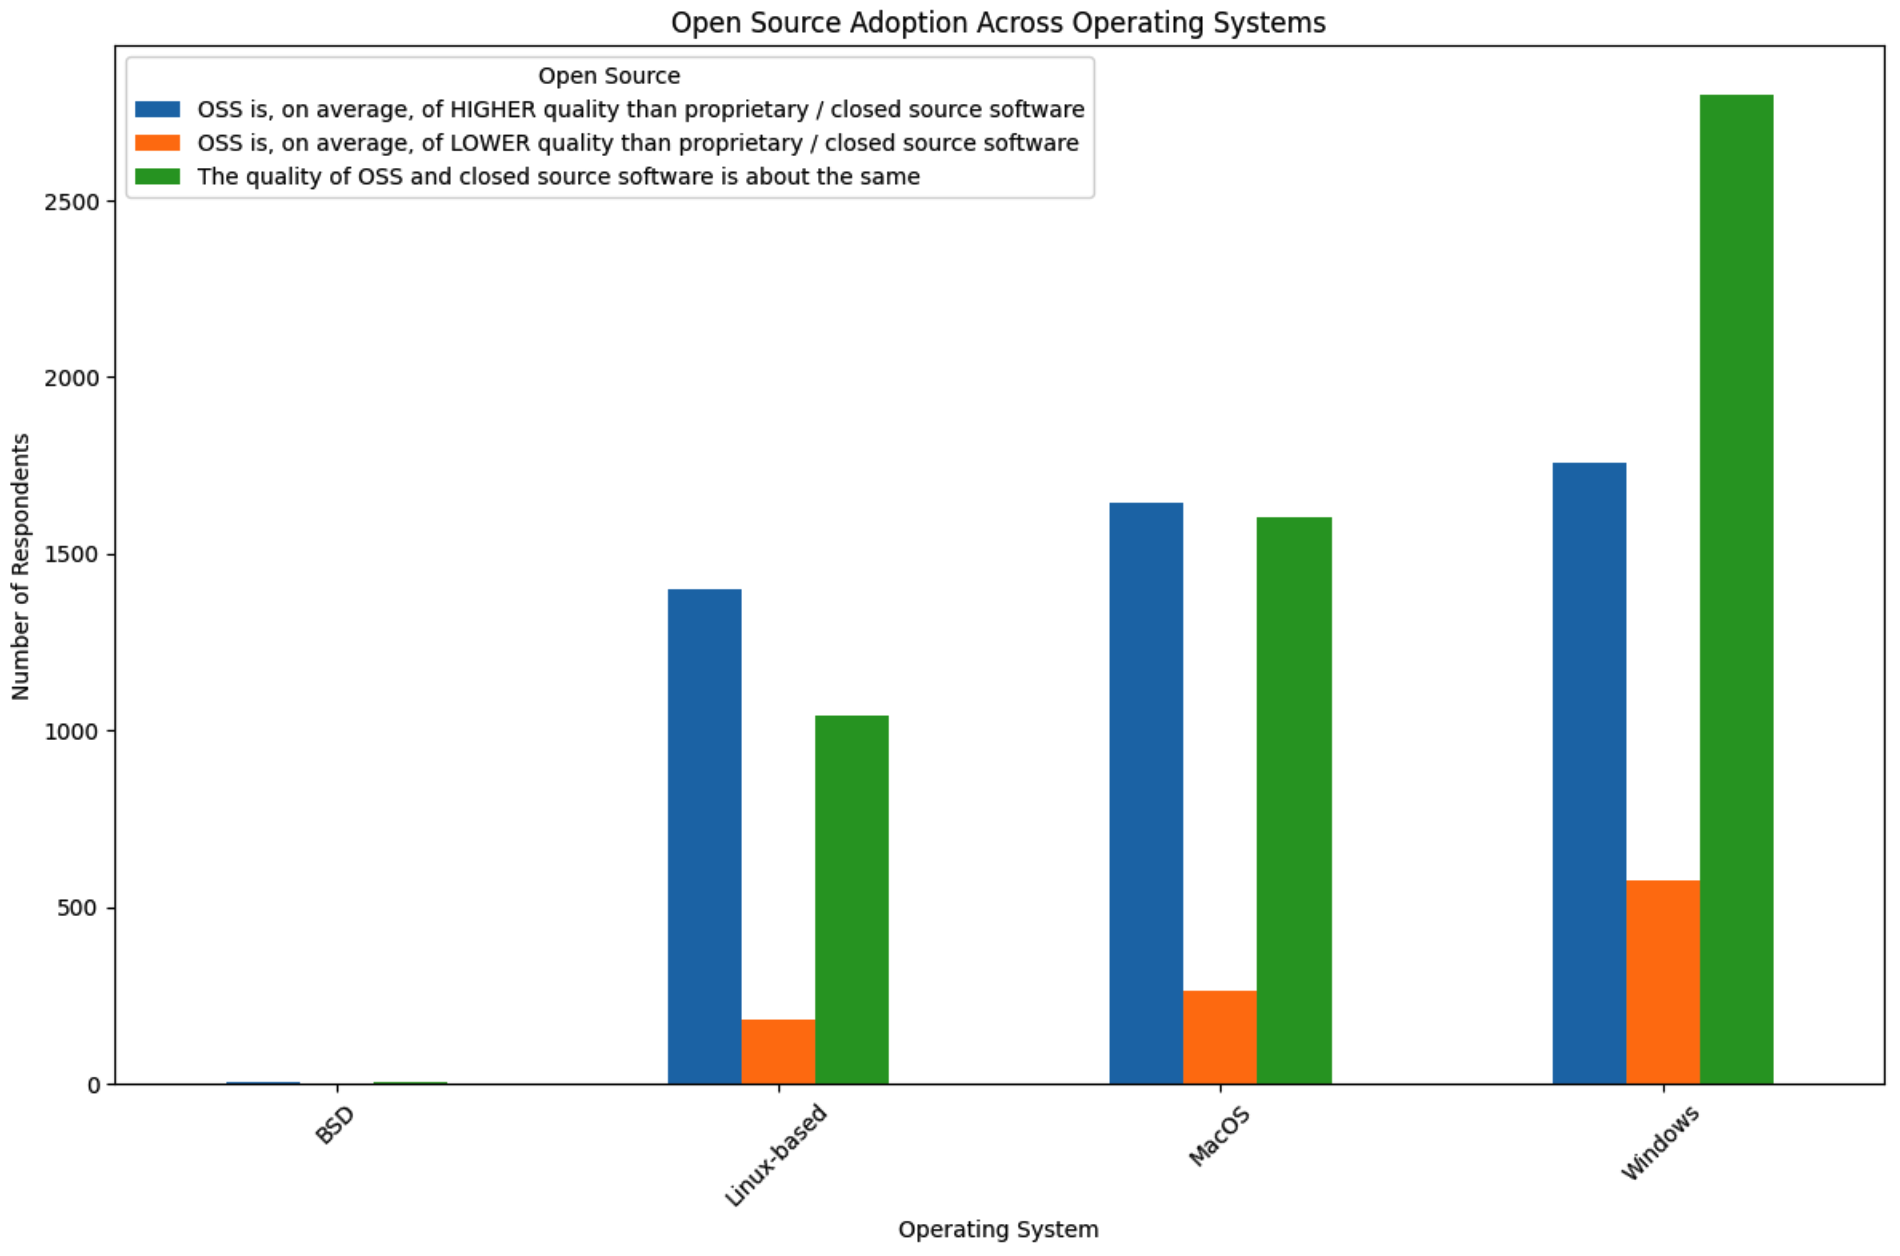 Open Source Adoption Across Operating Systems
Open Source
OSS is, on average, of HIGHER quality than proprietary / closed source software
OSS is, on average, of LOWER quality than proprietary / closed source software
The quality of OSS and closed source software is about the same
2500
2000
1500
1000
500
0
Number of Respondents
BSD
Linux-based
MacOS
Windows
Operating System